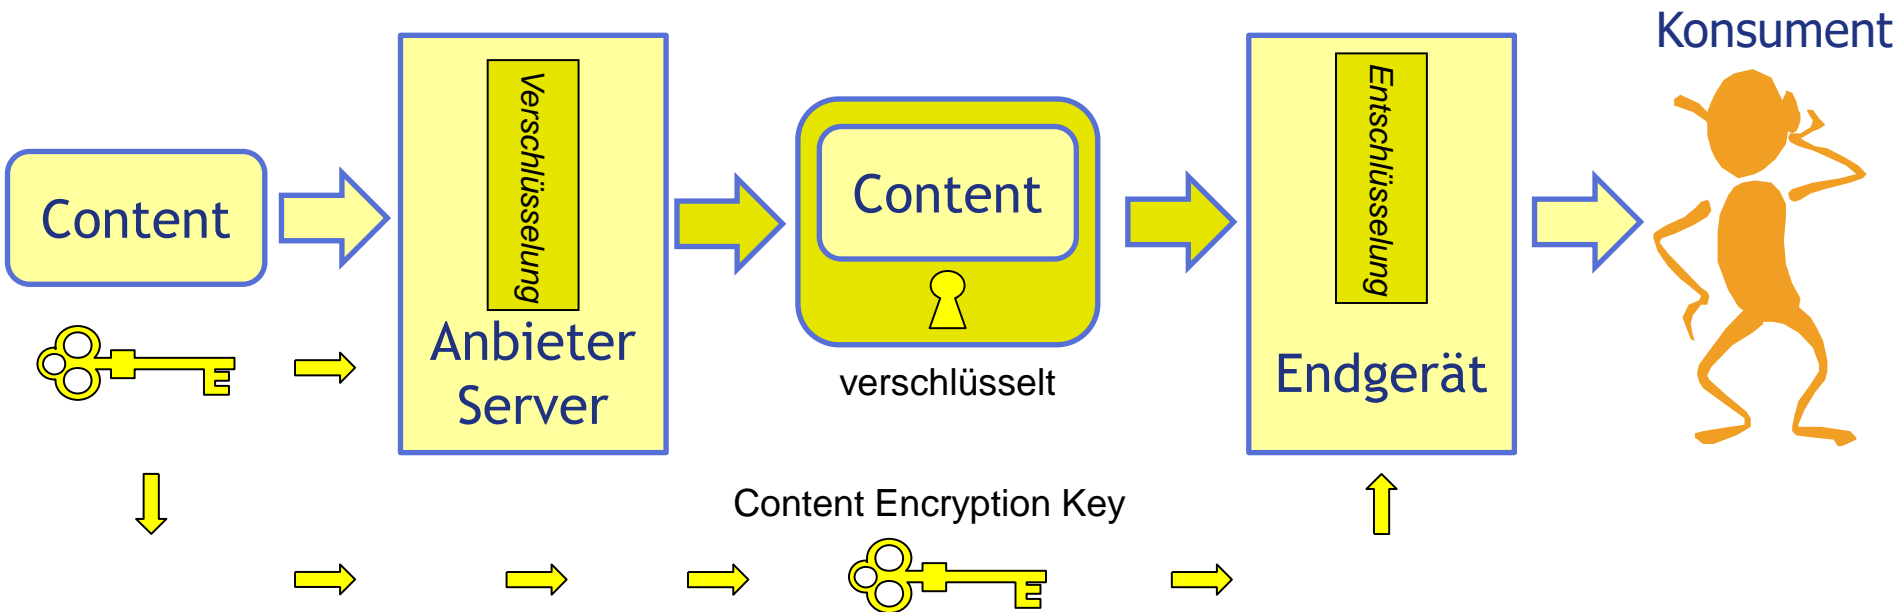 Konsument
Content
Verschlüsselung
Anbieter
Server
Content
verschlüsselt
Entschlüsselung
Endgerät
Content Encryption Key